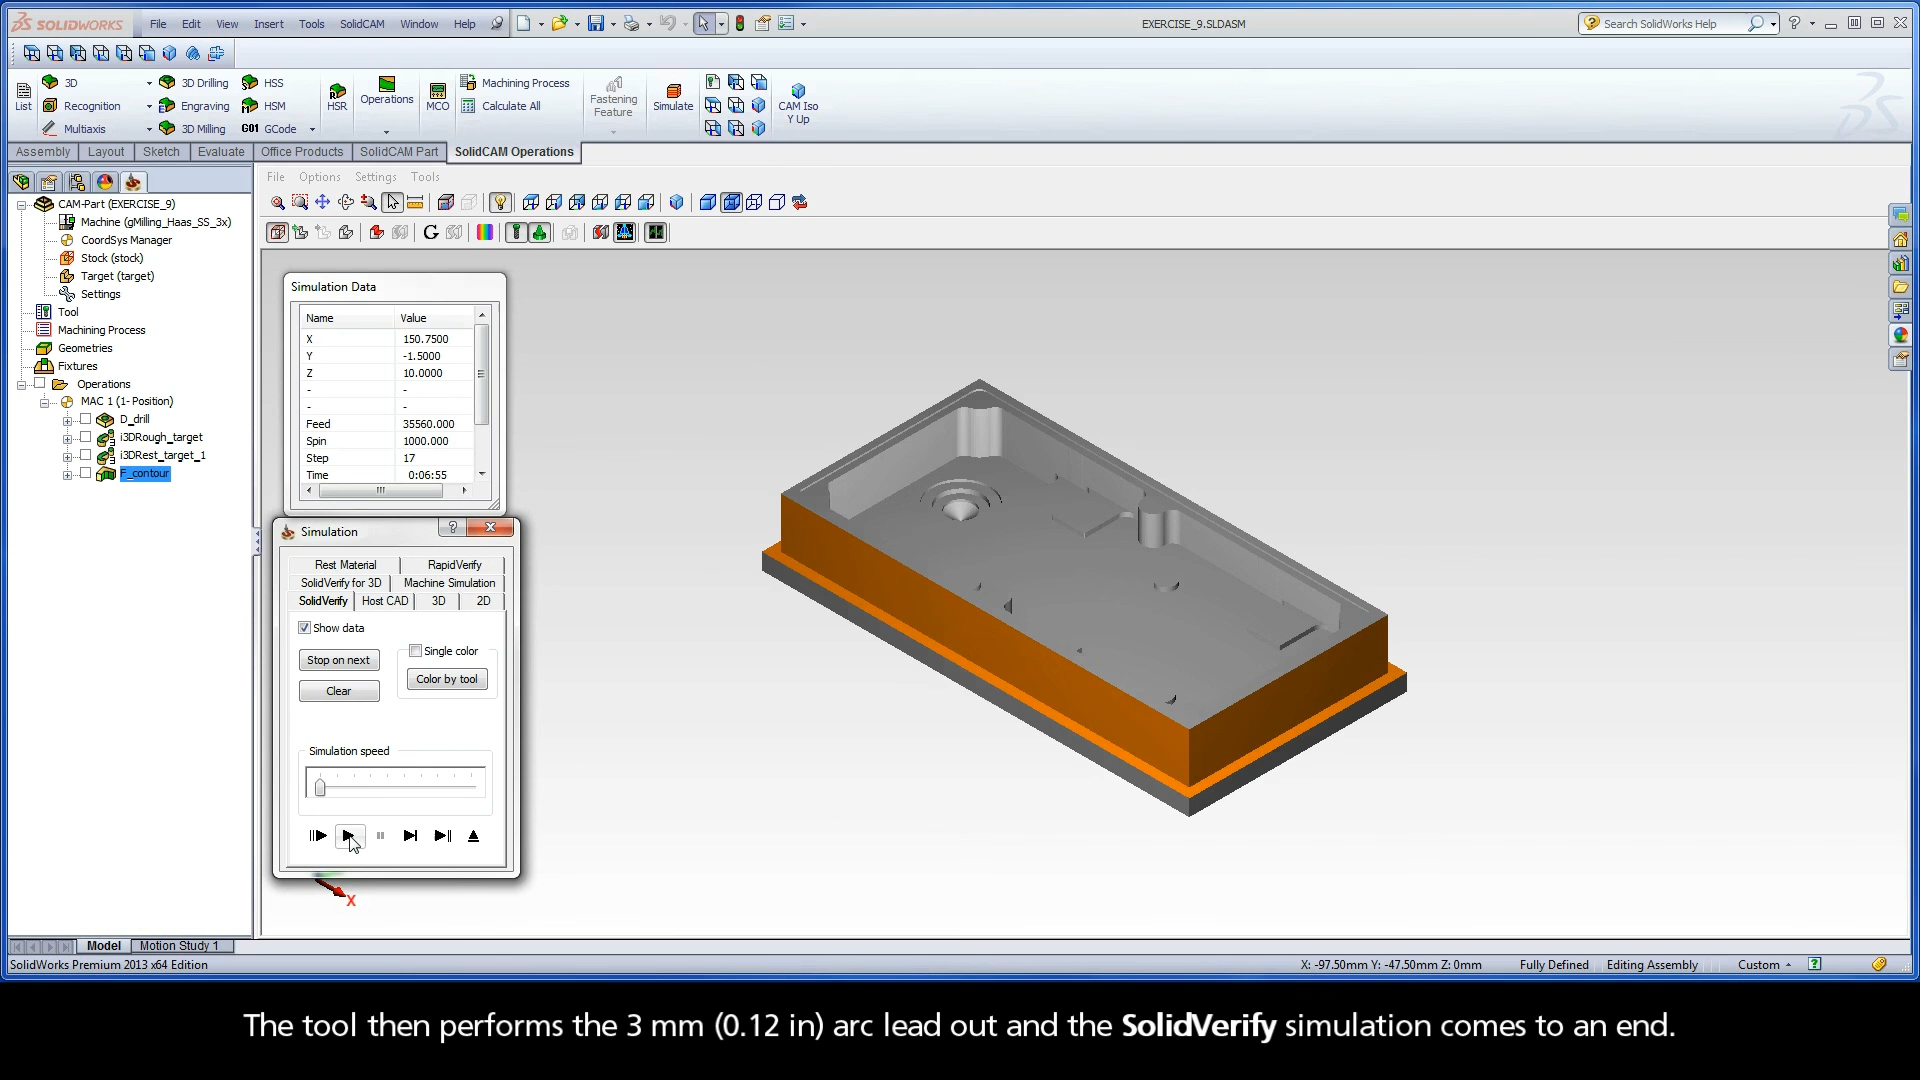 SOLIDWORKS File Edit View Insert Tools SolidCAM Window Help EXERCISE_9.SLDASM Search SolidWorks Help
3D 3D Drilling HSS Machining Process
List Recognition Engraving HSM HSR Operations MCO Calculate All Fastening Feature Simulate CAM Iso Y Up
Multiaxis 3D Milling G01 GCode
Assembly Layout Sketch Evaluate Office Products SolidCAM Part SolidCAM Operations
File Options Settings Tools
CAM-Part (EXERCISE_9)
Machine (gMilling_Haas_SS_3x)
CoordSys Manager
Stock (stock)
Target (target)
Settings
Tool
Machining Process
Geometries
Fixtures
Operations
MAC 1 (1- Position)
D_drill
i3DRough_target
i3DRest_target_1
F_contour
Simulation Data
Name Value
X 150.7500
Y -1.5000
Z 10.0000
- -
- -
Feed 35560.000
Spin 1000.000
Step 17
Time 0:06:55
Simulation
Rest Material RapidVerify
SolidVerify for 3D Machine Simulation
SolidVerify Host CAD 3D 2D
Show data
Stop on next Single color
Clear Color by tool
Simulation speed
X
Model Motion Study 1
SolidWorks Premium 2013 x64 Edition X: -97.50mm Y: -47.50mm Z: 0mm Fully Defined Editing Assembly Custom
The tool then performs the 3 mm (0.12 in) arc lead out and the SolidVerify simulation comes to an end.